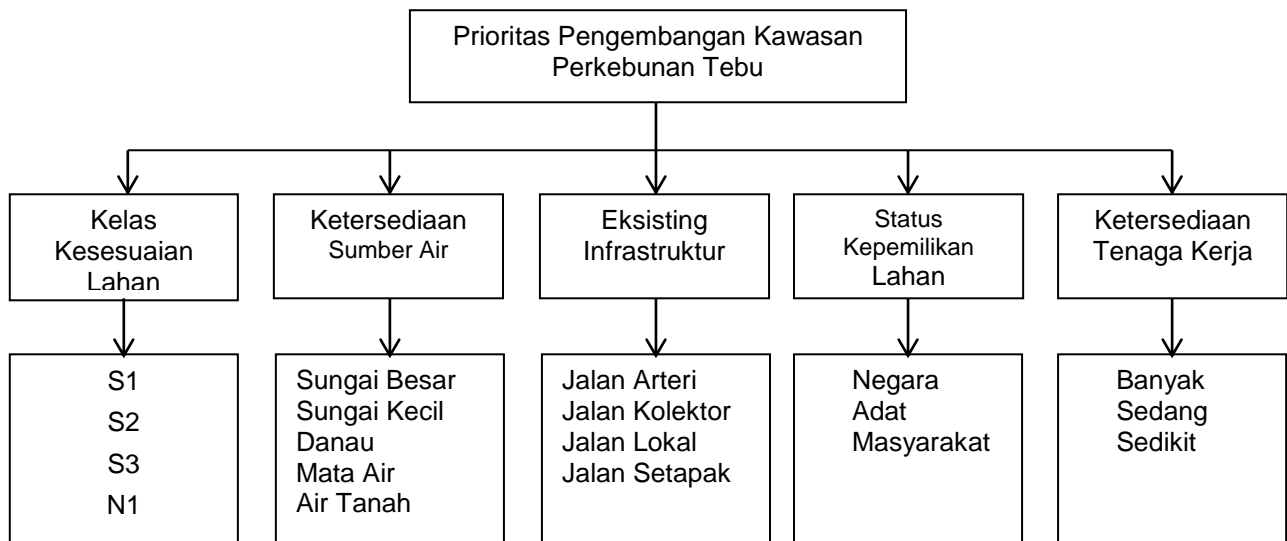 Prioritas Pengembangan Kawasan
Perkebunan Tebu
Kelas
Kesesuaian
Lahan
Ketersediaan
Sumber Air
Eksisting
Infrastruktur
Status
Kepemilikan
Lahan
Ketersediaan
Tenaga Kerja
S1
S2
S3
N1
Sungai Besar
Sungai Kecil
Danau
Mata Air
Air Tanah
Jalan Arteri
Jalan Kolektor
Jalan Lokal
Jalan Setapak
Negara
Adat
Masyarakat
Banyak
Sedang
Sedikit